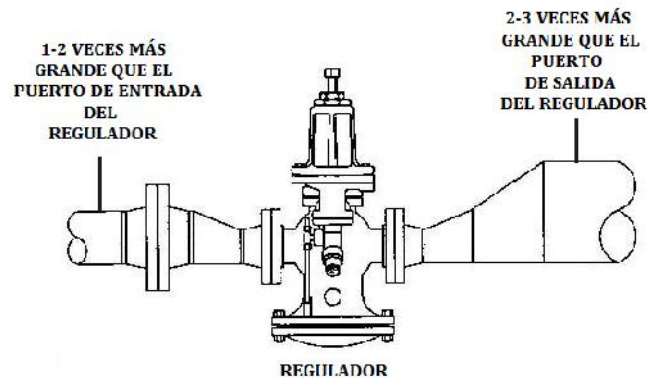 1-2 VECES MÁS
GRANDE QUE EL
PUERTO DE ENTRADA
DEL
REGULADOR
2-3 VECES MÁS
GRANDE QUE EL
PUERTO
DE SALIDA
DEL REGULADOR
REGULADOR